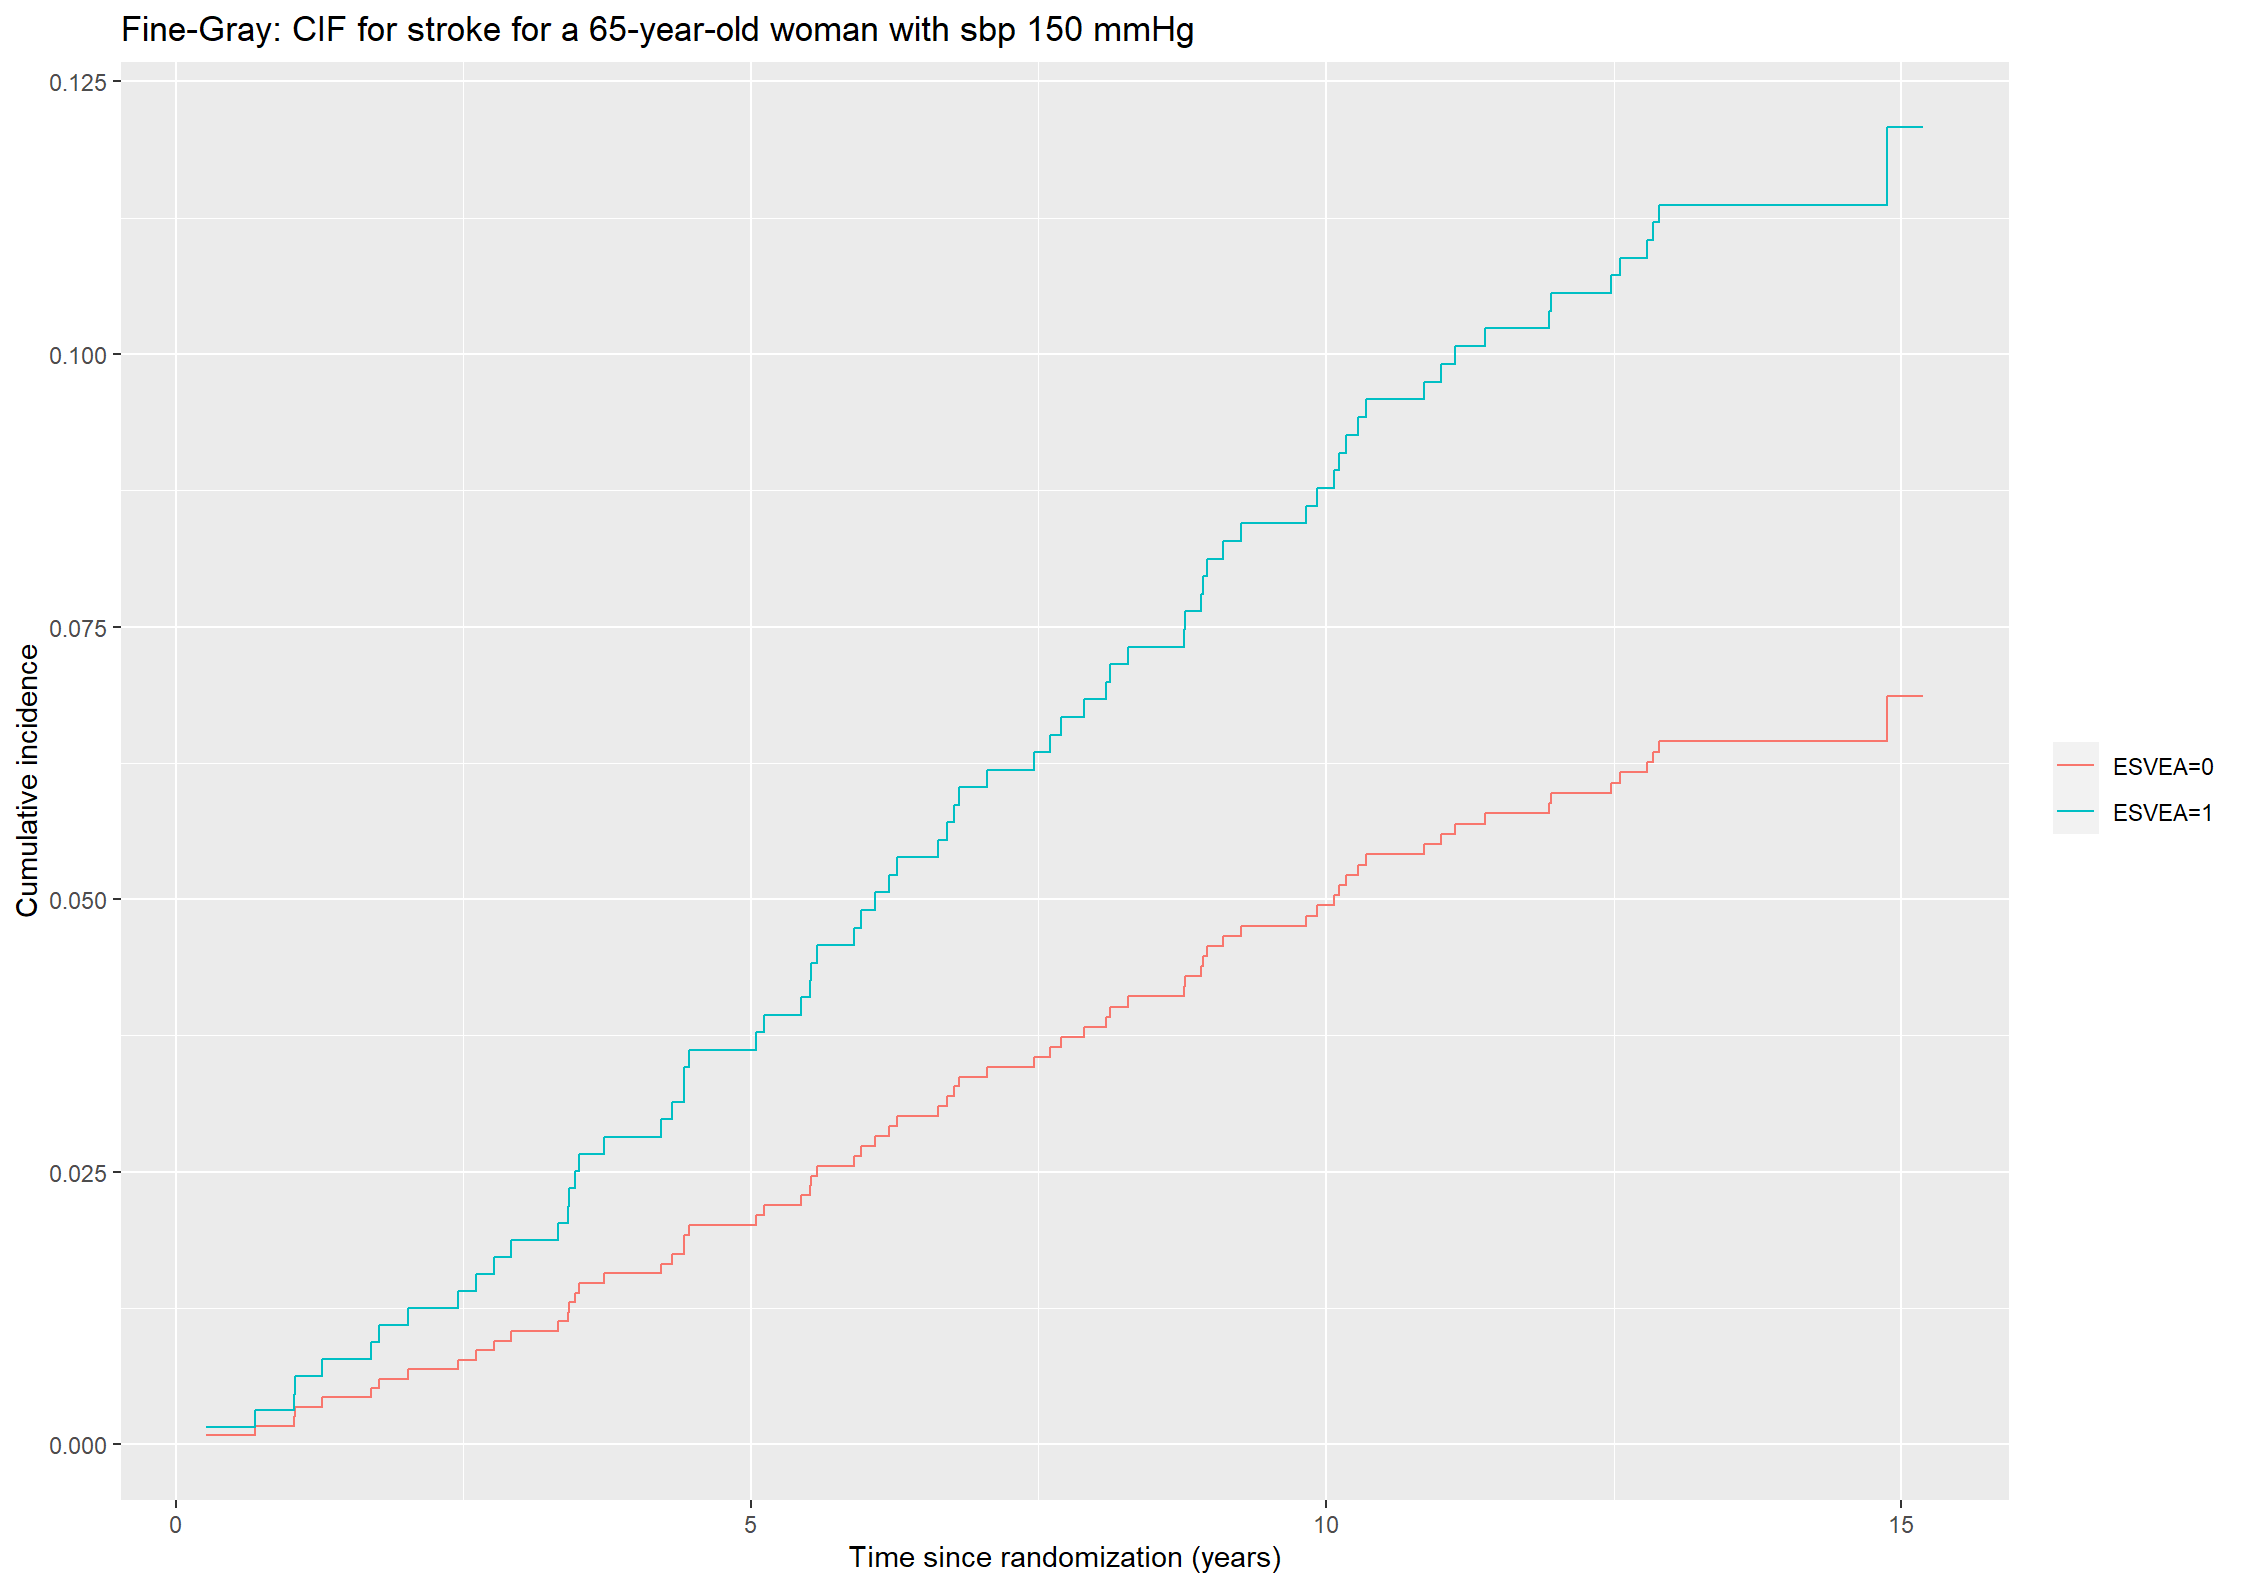 Fine-Gray: CIF for stroke for a 65-year-old woman with sbp 150 mmHg
0.125
0.100
0.075
0.050
0.025
0.000
Cumulative incidence
0
5
10
15
Time since randomization (years)
ESVEA=0
ESVEA=1